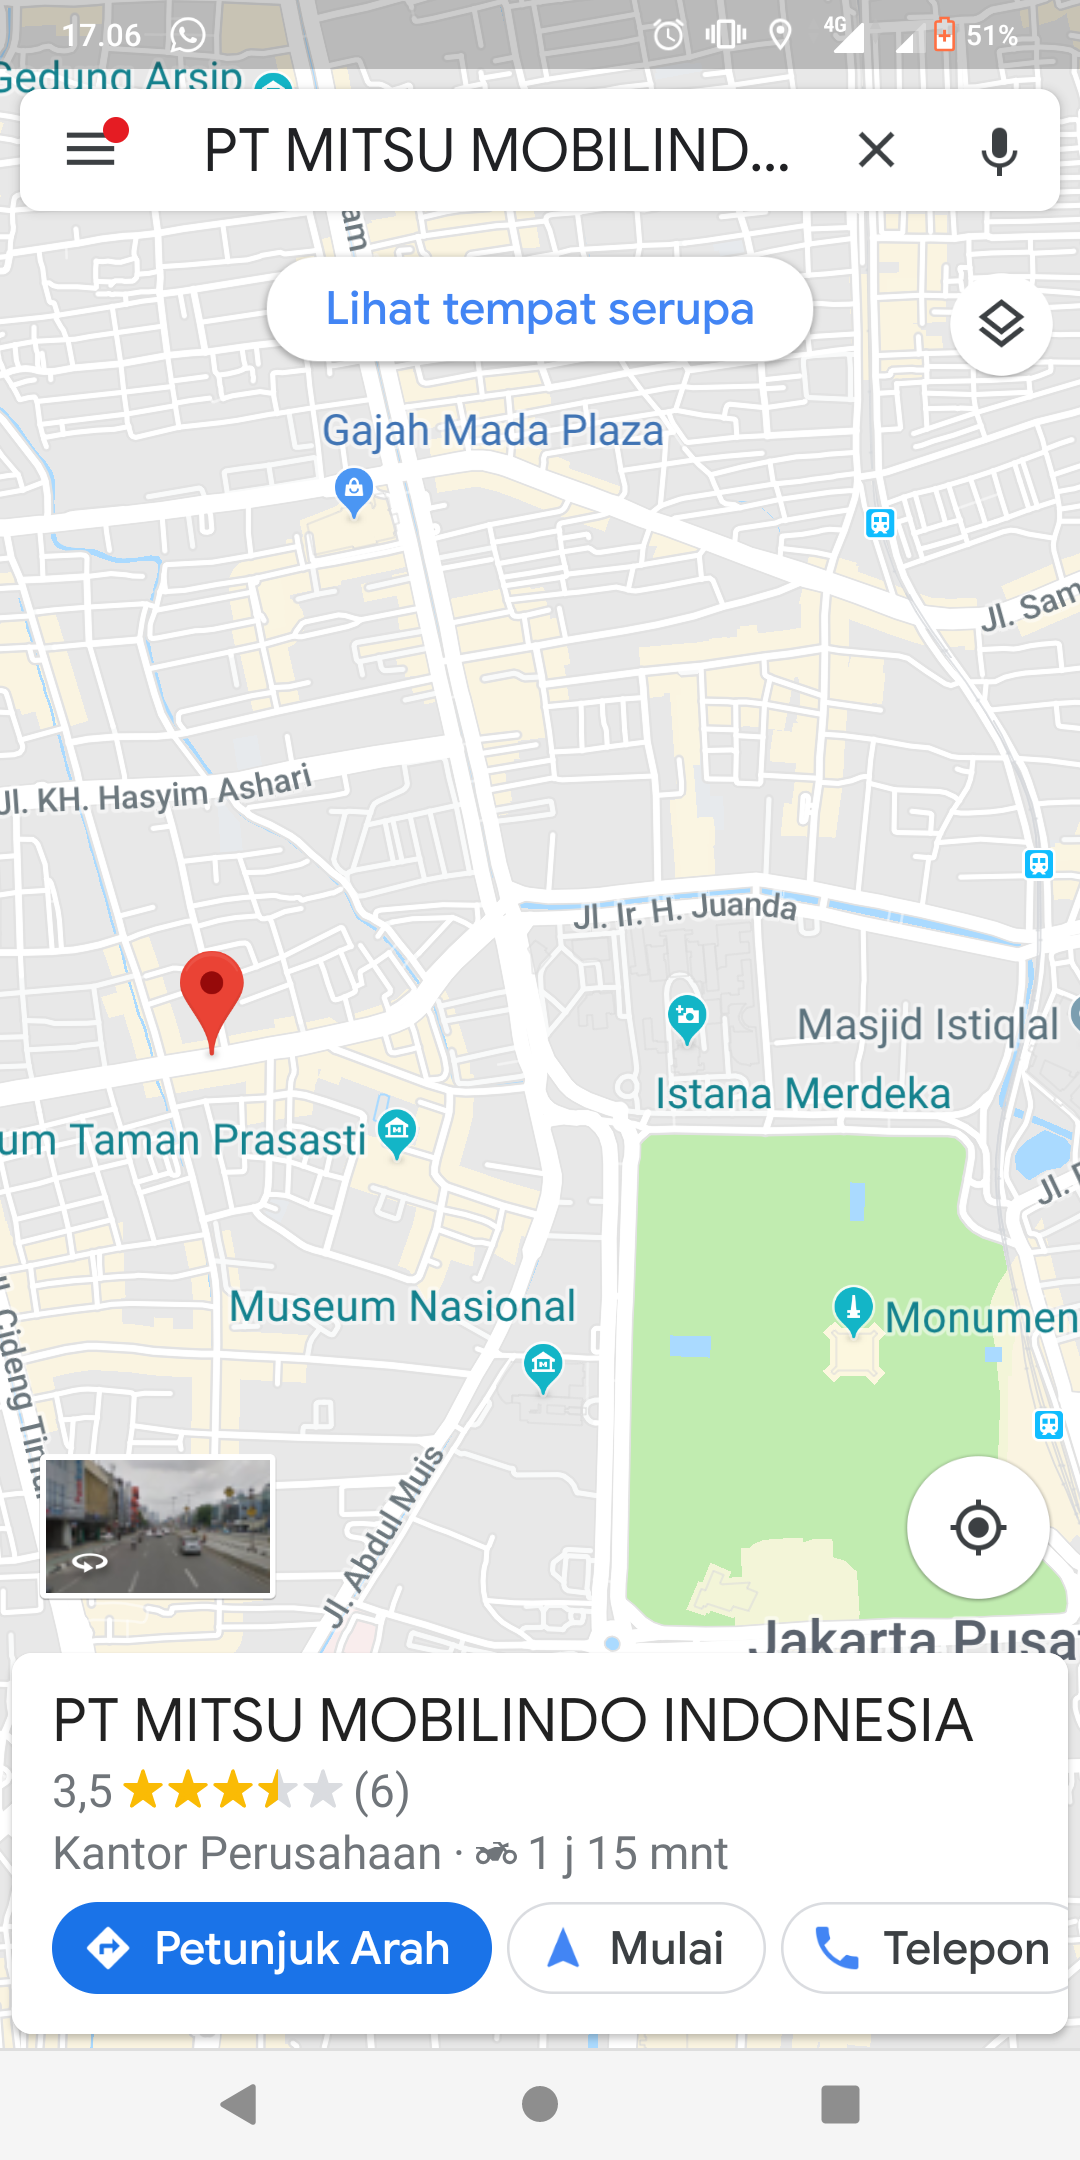 17.06
4G
51%
Gedung Arsip
PT MITSU MOBILIND...
am
Lihat tempat serupa
Gajah Mada Plaza
Jl. Sam
Jl. KH. Hasyim Ashari
Jl. Ir. H. Juanda
Masjid Istiqlal
Istana Merdeka
um Taman Prasasti
Jl.
Museum Nasional
Monumen
Cideng Timur
Jl. Abdul Muis
Jakarta Pusat
PT MITSU MOBILINDO INDONESIA
3,5 (6)
Kantor Perusahaan · 1 j 15 mnt
Petunjuk Arah
Mulai
Telepon